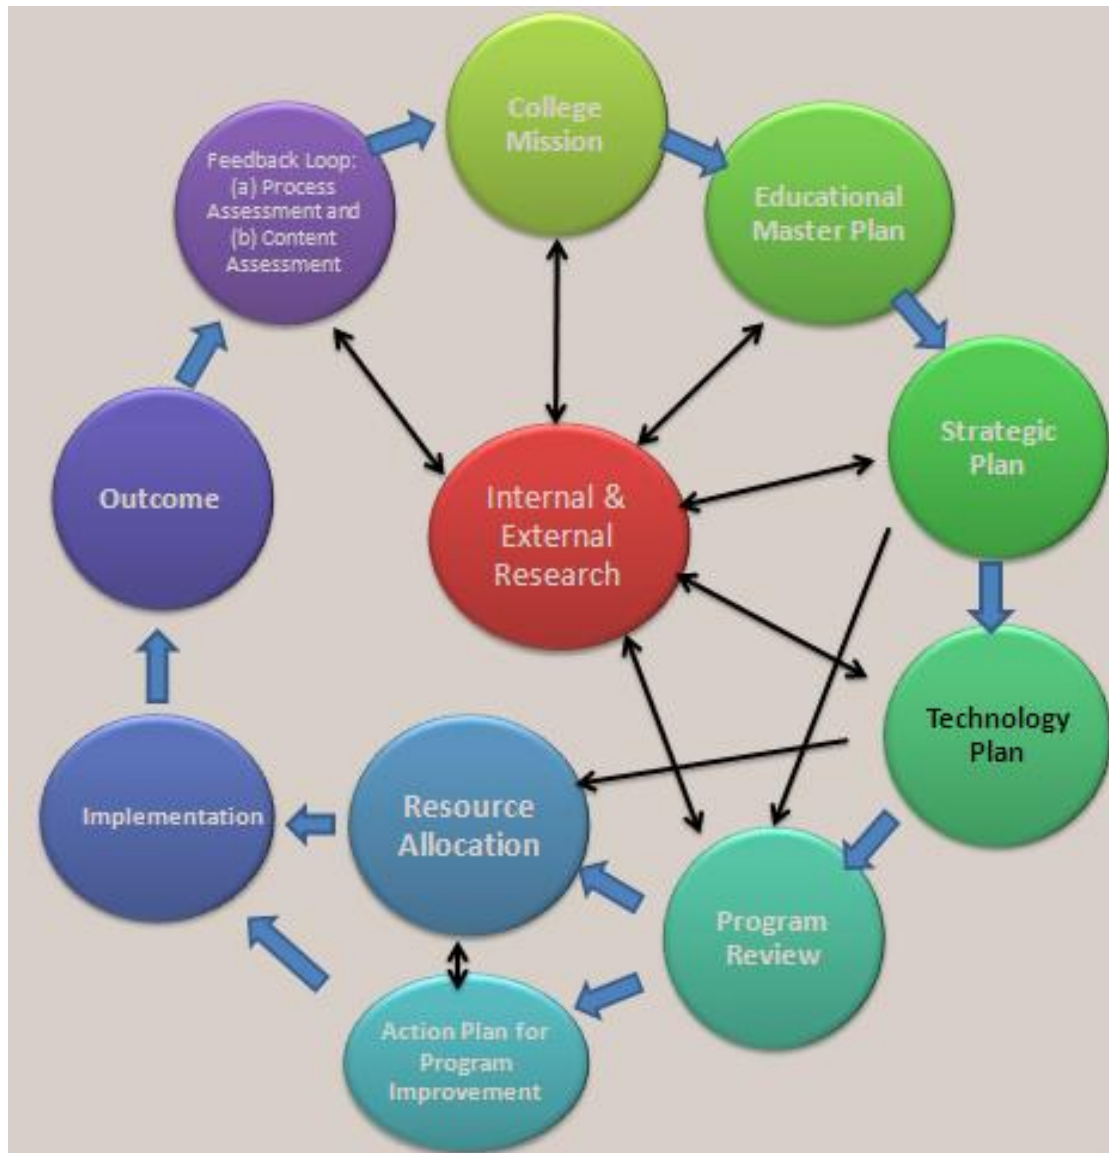 College
Mission
Feedback Loop:
(a) Process
Assessment and
(b) Content
Assessment
Educational
Master Plan
Strategic
Plan
Internal &
External
Research
Outcome
Technology
Plan
Implementation
Resource
Allocation
Program
Review
Action Plan for
Program
Improvement